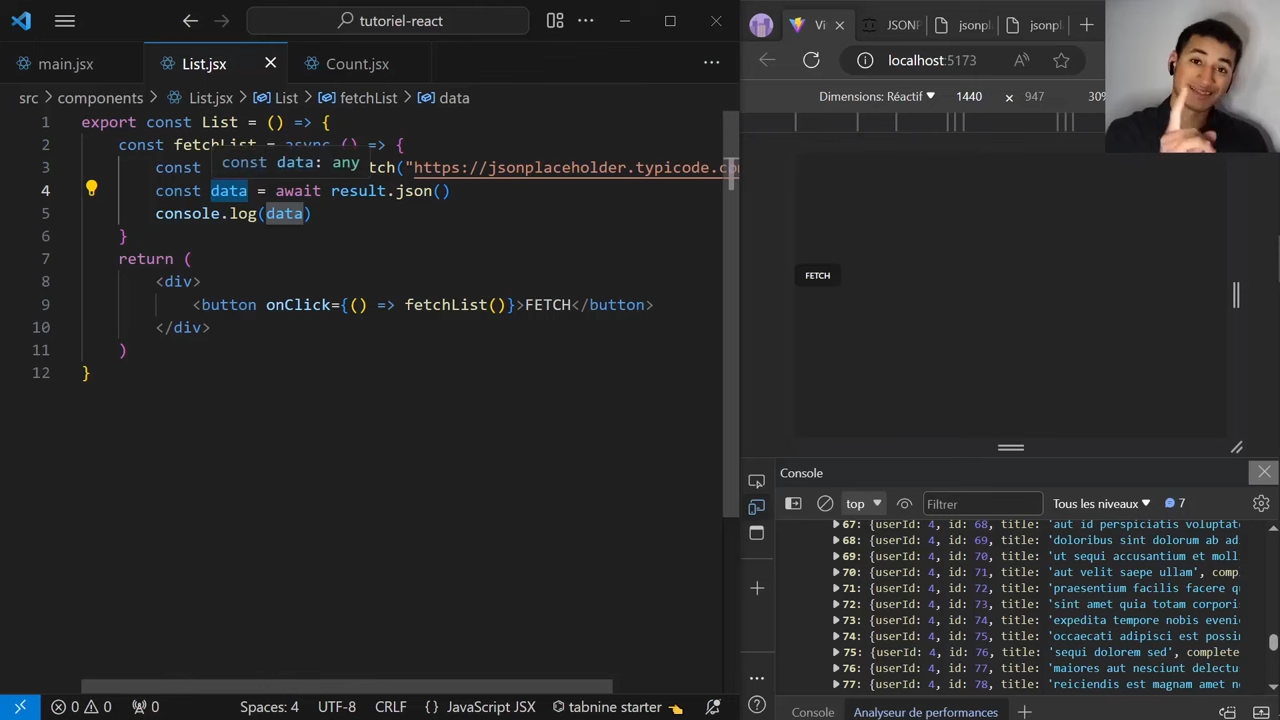 tutoriel-react
main.jsx
List.jsx
Count.jsx
src > components > List.jsx > List > fetchList > data
1 export const List = () => {
2 const fetchList = async () => {
const data: any
3 const tch("https://jsonplaceholder.typicode.co
4 const data = await result.json()
5 console.log(data)
6 }
7 return (
8 <div>
9 <button onClick={() => fetchList()}>FETCH</button>
10 </div>
11 )
12 }
0 0 0
Spaces: 4 UTF-8 CRLF {} JavaScript JSX tabnine starter
Vi JSONP jsonpl jsonpl
localhost:5173
Dimensions: Réactif 1440 × 947 30%
FETCH
Console
top Filtrer Tous les niveaux 7
67: {userId: 4, id: 68, title: 'aut id perspiciatis voluptat
68: {userId: 4, id: 69, title: 'doloribus sint dolorum ab ad
69: {userId: 4, id: 70, title: 'ut sequi accusantium et moll
70: {userId: 4, id: 71, title: 'aut velit saepe ullam', comp
71: {userId: 4, id: 72, title: 'praesentium facilis facere q
72: {userId: 4, id: 73, title: 'sint amet quia totam corpori
73: {userId: 4, id: 74, title: 'expedita tempore nobis eveni
74: {userId: 4, id: 75, title: 'occaecati adipisci est possi
75: {userId: 4, id: 76, title: 'sequi dolorem sed', complete
76: {userId: 4, id: 77, title: 'maiores aut nesciunt delectu
77: {userId: 4, id: 78, title: 'reiciendis est magnam amet n
Console Analyseur de performances